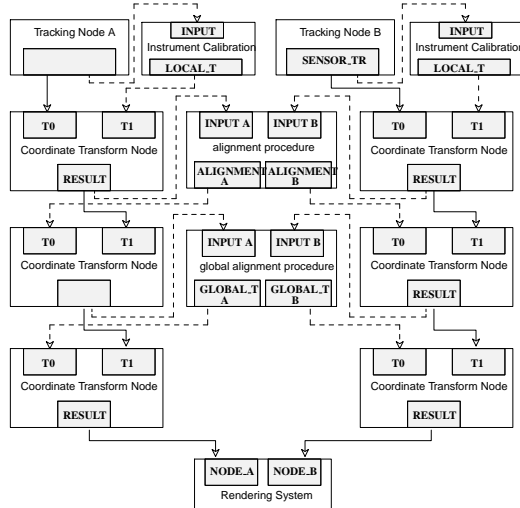 Tracking Node A
INPUT
Instrument Calibration
LOCAL_T
Tracking Node B
SENSOR_TR
INPUT
Instrument Calibration
LOCAL_T
T0
T1
Coordinate Transform Node
RESULT
INPUT A
INPUT B
alignment procedure
ALIGNMENT A
ALIGNMENT B
T0
T1
Coordinate Transform Node
RESULT
T0
T1
Coordinate Transform Node
INPUT A
INPUT B
global alignment procedure
GLOBAL_T A
GLOBAL_T B
T0
T1
Coordinate Transform Node
RESULT
T0
T1
Coordinate Transform Node
RESULT
T0
T1
Coordinate Transform Node
RESULT
NODE_A
NODE_B
Rendering System